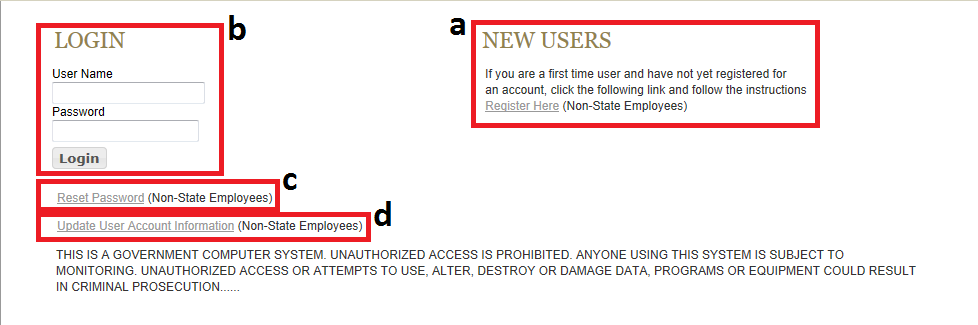 b
LOGIN
User Name
Password
Login
a
NEW USERS
If you are a first time user and have not yet registered for
an account, click the following link and follow the instructions
Register Here (Non-State Employees)
c
Reset Password (Non-State Employees)
d
Update User Account Information (Non-State Employees)
THIS IS A GOVERNMENT COMPUTER SYSTEM. UNAUTHORIZED ACCESS IS PROHIBITED. ANYONE USING THIS SYSTEM IS SUBJECT TO
MONITORING. UNAUTHORIZED ACCESS OR ATTEMPTS TO USE, ALTER, DESTROY OR DAMAGE DATA, PROGRAMS OR EQUIPMENT COULD RESULT
IN CRIMINAL PROSECUTION......